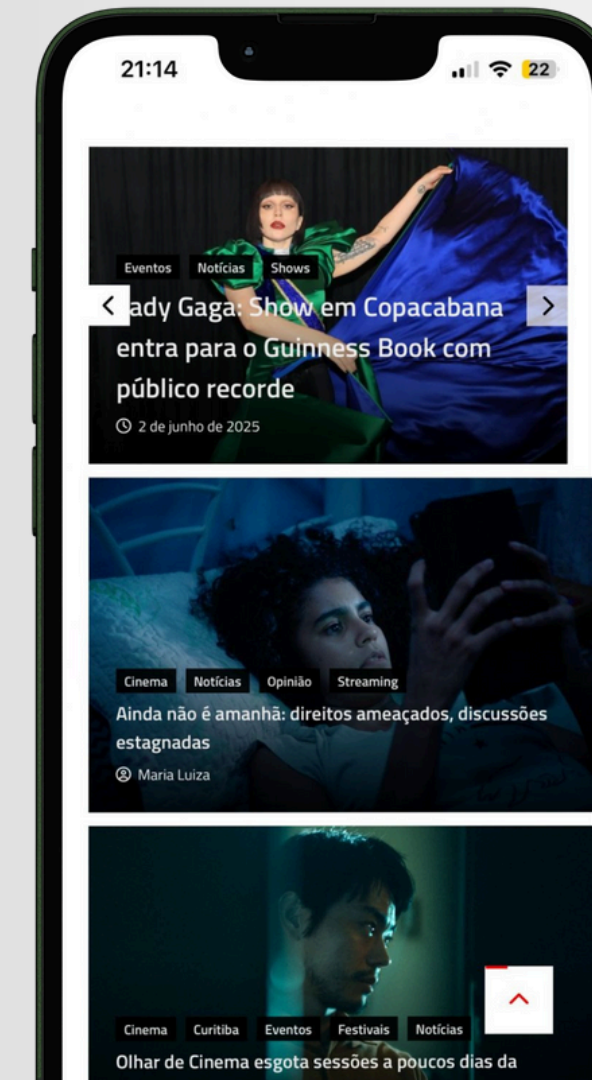 21:14
22
Eventos Notícias Shows
ady Gaga: Show em Copacabana
entra para o Guinness Book com
público recorde
2 de junho de 2025
Cinema Notícias Opinião Streaming
Ainda não é amanhã: direitos ameaçados, discussões
estagnadas
Maria Luiza
Cinema Curitiba Eventos Festivais Notícias
Olhar de Cinema esgota sessões a poucos dias da